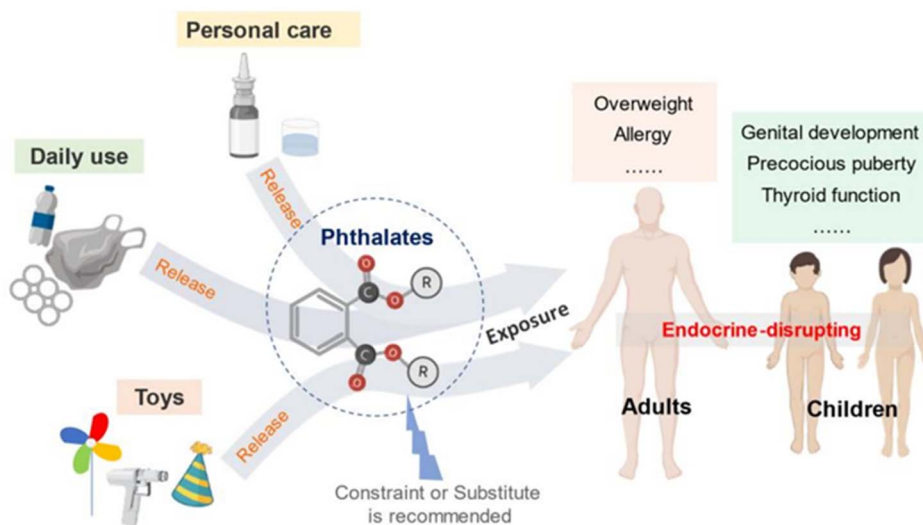 Personal care
Daily use
Toys
Release
Release
Release
Phthalates
O
C
O
R
C
O
O
R
Exposure
Constraint or Substitute
is recommended
Overweight
Allergy
......
Genital development
Precocious puberty
Thyroid function
......
Endocrine-disrupting
Adults
Children